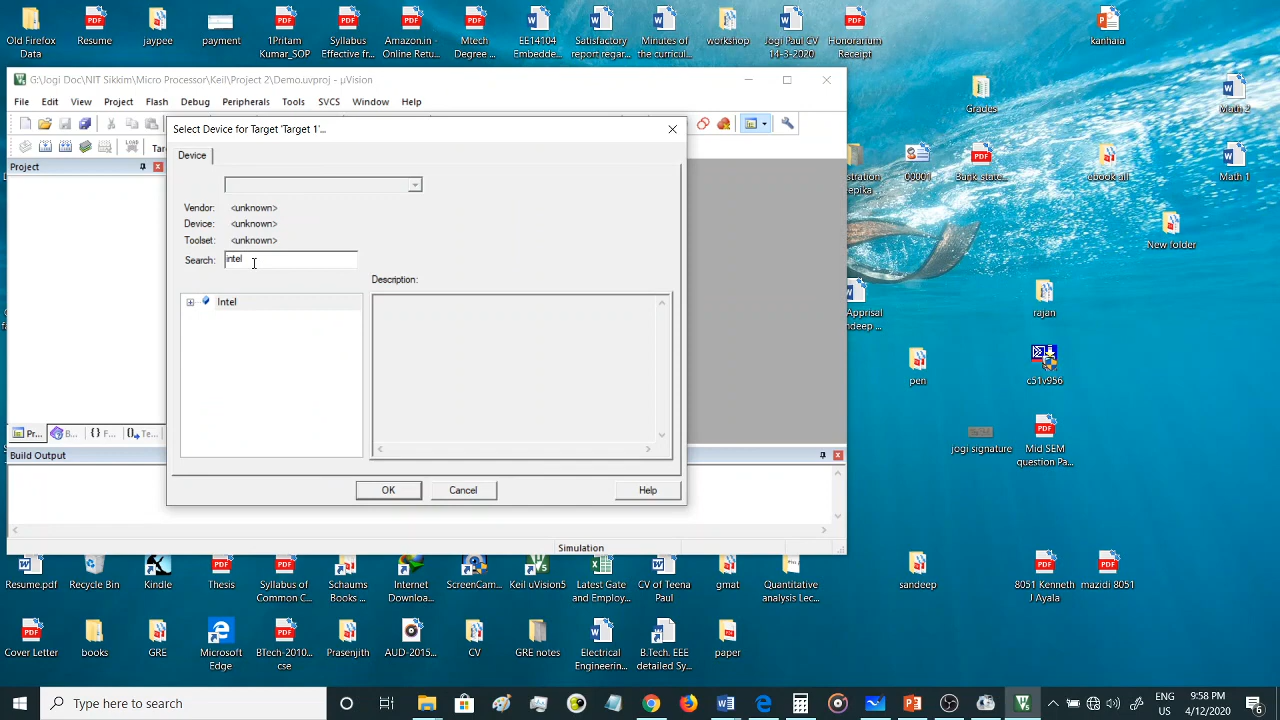 Old Firefox
Data
Resume
jaypee
payment
1Pritam
Kumar_SOP
Syllabus
Effective fr...
Amazon.in -
Online Retu...
Mtech
Degree ...
EE14104
Embedde...
Satisfactory
report regar...
Minutes of
the curricul...
workshop
Jogi Paul CV
14-3-2020
Honorarium
Receipt
kannaia
G:\Jogi Doc\NIT Sikkim\Micro Processor\Keil\Project 2\Demo.uvproj - µVision
File Edit View Project Flash Debug Debug Peripherals Tools SVCS Window Help
Select Device for Target 'Target 1'...
Device
Project
Vendor: <unknown>
Device: <unknown>
Toolset: <unknown>
Search: intel
Description:
Intel
OK
Cancel
Help
Pr...
B...
{} F...
Te...
Build Output
Simulation
Grades
Math 2
00001
Bank state...
ebook all
Math 1
New folder
rajan
pen
c51v956
jogi signature
Mid SEM
question Pa...
Resume.pdf
Recycle Bin
Kindle
Thesis
Syllabus of
Common C...
Schaums
Books ...
Internet
Downloa...
ScreenCam...
Keil uVision5
Latest Gate
and Employ...
CV of Teena
Paul
gmat
Quantitative
analysis Lec...
sandeep
8051 Kenneth
J Ayala
mazidi 8051
Cover Letter
books
GRE
Microsoft
Edge
BTech-2010...
cse
Prasenjith
AUD-2015...
CV
GRE notes
Electrical
Engineerin...
B.Tech. EEE
detailed Sy...
paper
Type here to search
ENG
US
9:58 PM
4/12/2020
6